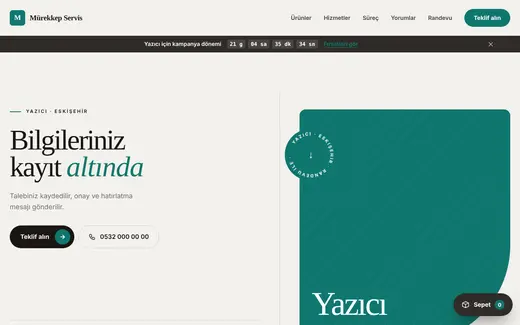 M Mürekkep Servis
Ürünler Hizmetler Süreç Yorumlar Randevu Teklif alın
Yazıcı için kampanya dönemi 21 g 04 sa 35 dk 34 sn
YAZICI · ESKİŞEHİR
Bilgileriniz
kayıt altında
Talebiniz kaydedilir, onay ve hatırlatma
mesajı gönderilir.
Teklif alın
0532 000 00 00
YAZICI · ESKİŞEHİR
RANDEVU İLE
Yazıcı
Sepet 0